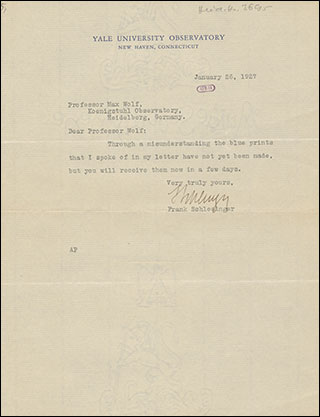 YALE UNIVERSITY OBSERVATORY
NEW HAVEN, CONNECTICUT
January 26, 1927
Professor Max Wolf,
Koenigstuhl Observatory,
Heidelberg, Germany.
Dear Professor Wolf:
Through a misunderstanding the blue prints
that I spoke of in my letter have not yet been made,
but you will receive them now in a few days.
Very truly yours,
Frank Schlesinger
AP